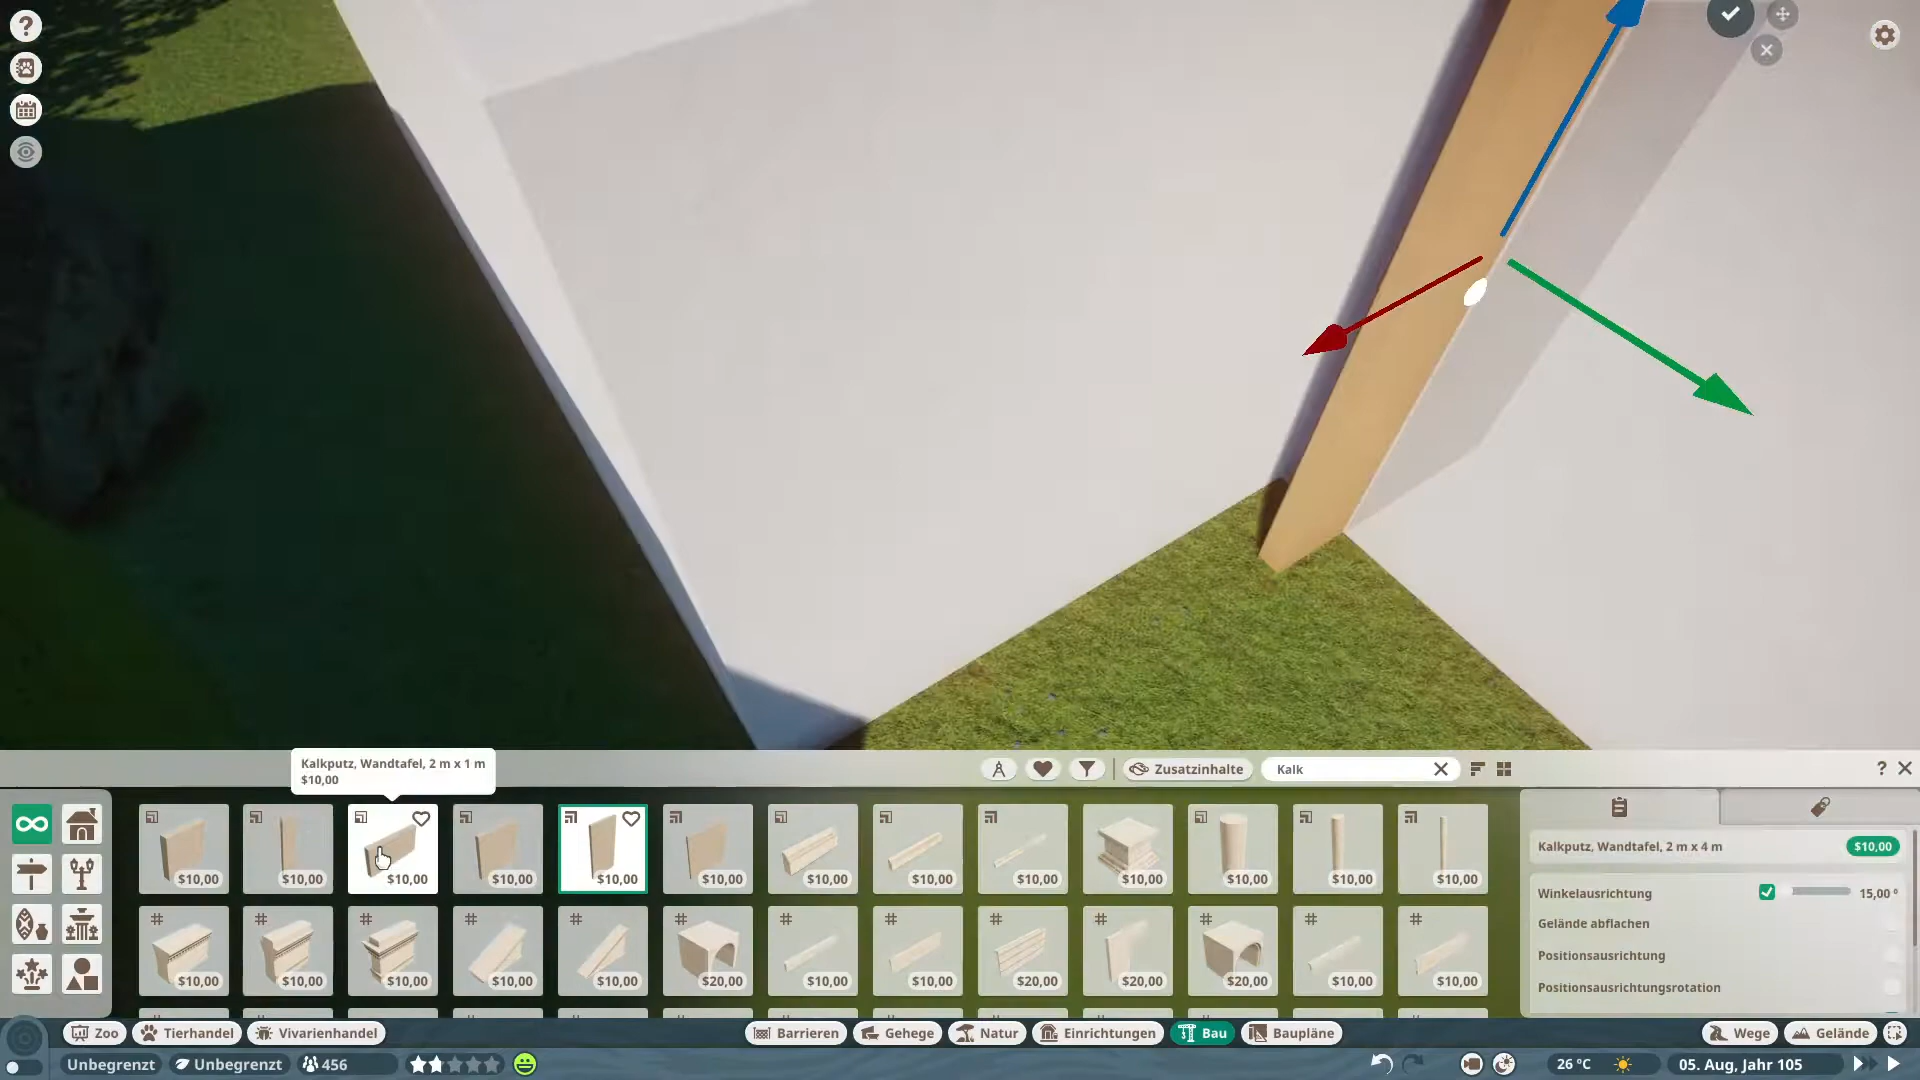 Kalkputz, Wandtafel, 2 m x 1 m
$10,00
Zusatzinhalte
Kalk
?
?
$10,00 $10,00 $10,00 $10,00 $10,00 $10,00 $10,00 $10,00 $10,00 $10,00 $10,00 $10,00 $10,00
$10,00 $10,00 $10,00 $10,00 $10,00 $20,00 $10,00 $10,00 $20,00 $20,00 $20,00 $10,00 $10,00
Kalkputz, Wandtafel, 2 m x 4 m $10,00
Winkelausrichtung 15,00 °
Gelände abflachen
Positionsausrichtung
Positionsausrichtungsrotation
Zoo Tierhandel Vivarienhandel Barrieren Gehege Natur Einrichtungen Bau Baupläne Wege Gelände
Unbegrenzt Unbegrenzt 456 26 °C 05. Aug, Jahr 105